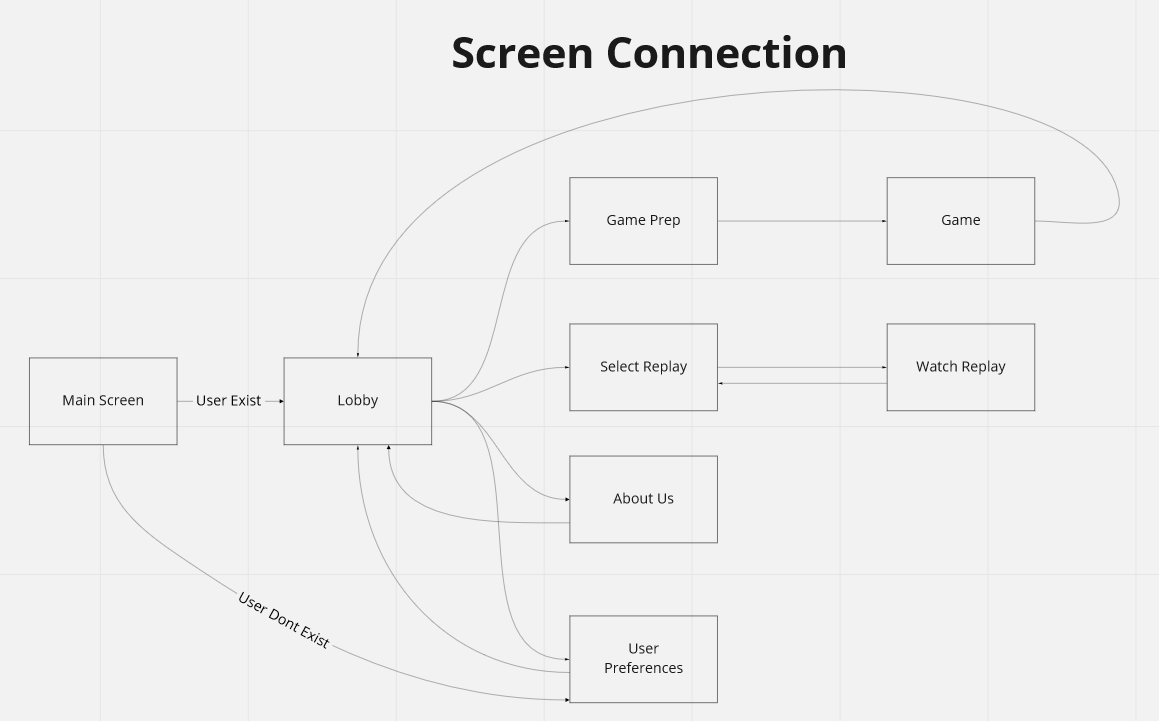 Screen Connection
Game Prep
Game
Select Replay
Watch Replay
Main Screen
User Exist
Lobby
About Us
User Dont Exist
User
Preferences